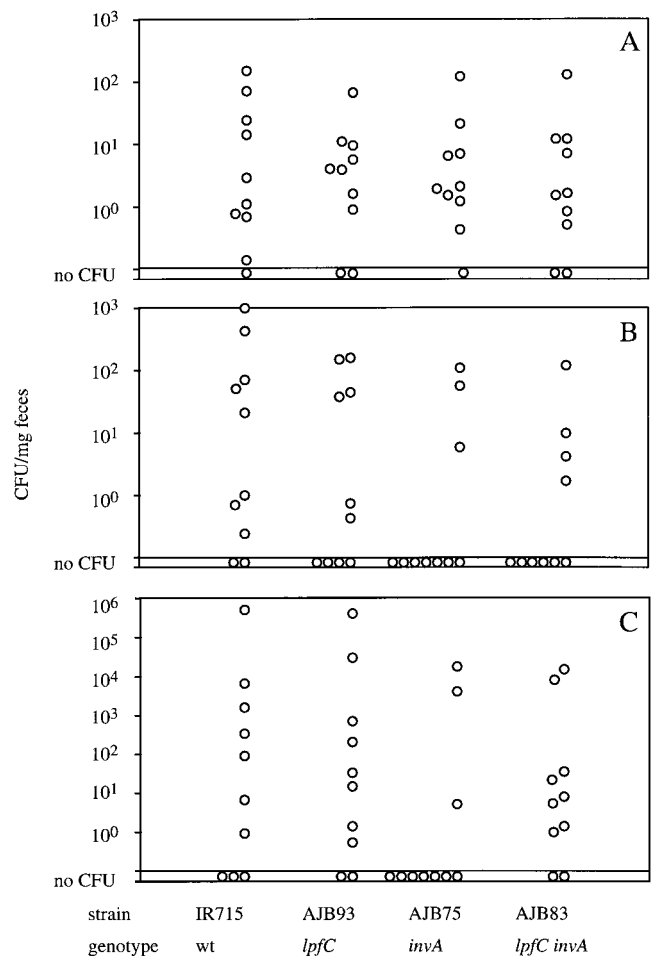 10³
A
10²
10¹
10⁰
no CFU
10³
B
10²
10¹
10⁰
no CFU
CFU/mg feces
10⁶
C
10⁵
10⁴
10³
10²
10¹
10⁰
no CFU
strain IR715 AJB93 AJB75 AJB83
genotype wt lpfC invA lpfC invA